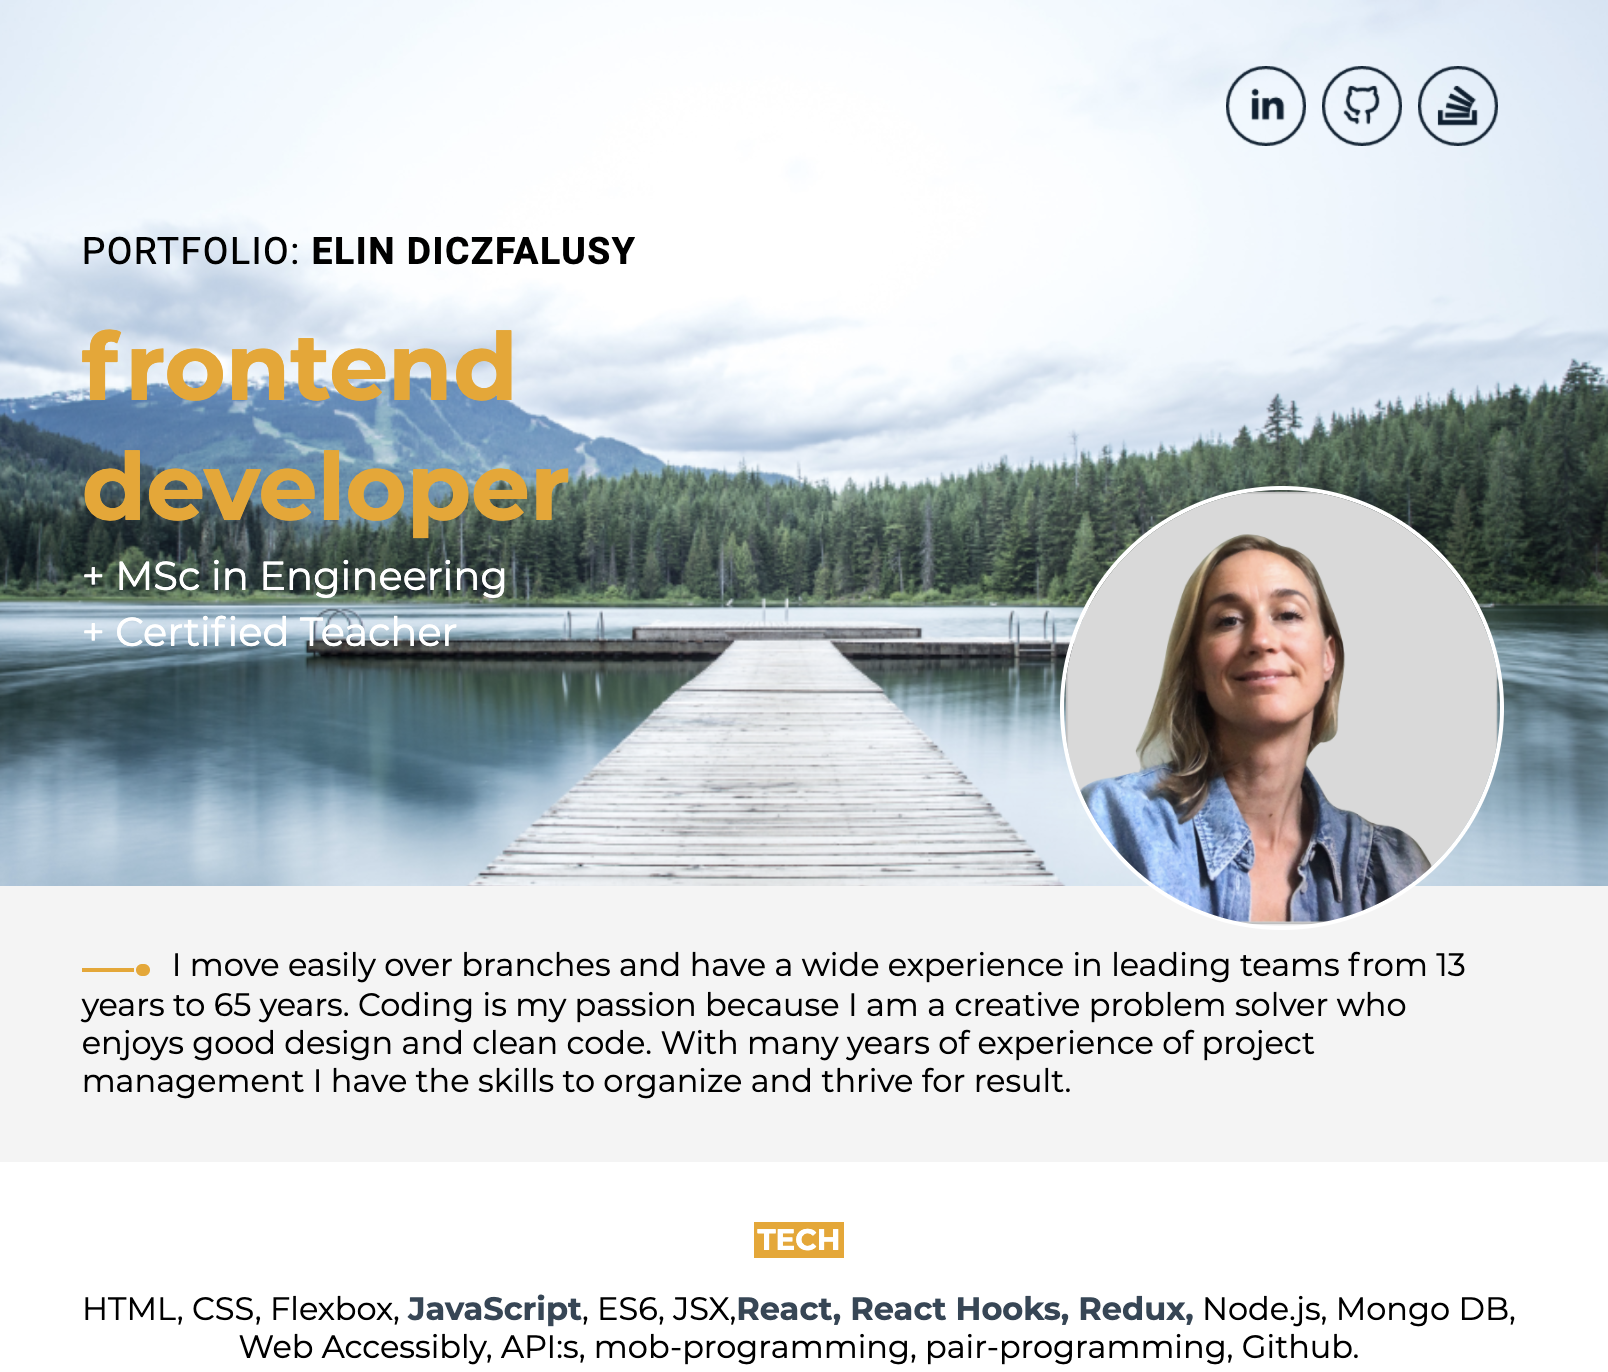 in
PORTFOLIO: ELIN DICZFALUSY
frontend
developer
+ MSc in Engineering
+ Certified Teacher
I move easily over branches and have a wide experience in leading teams from 13
years to 65 years. Coding is my passion because I am a creative problem solver who
enjoys good design and clean code. With many years of experience of project
management I have the skills to organize and thrive for result.
TECH
HTML, CSS, Flexbox, JavaScript, ES6, JSX,React, React Hooks, Redux, Node.js, Mongo DB,
Web Accessibly, API:s, mob-programming, pair-programming, Github.